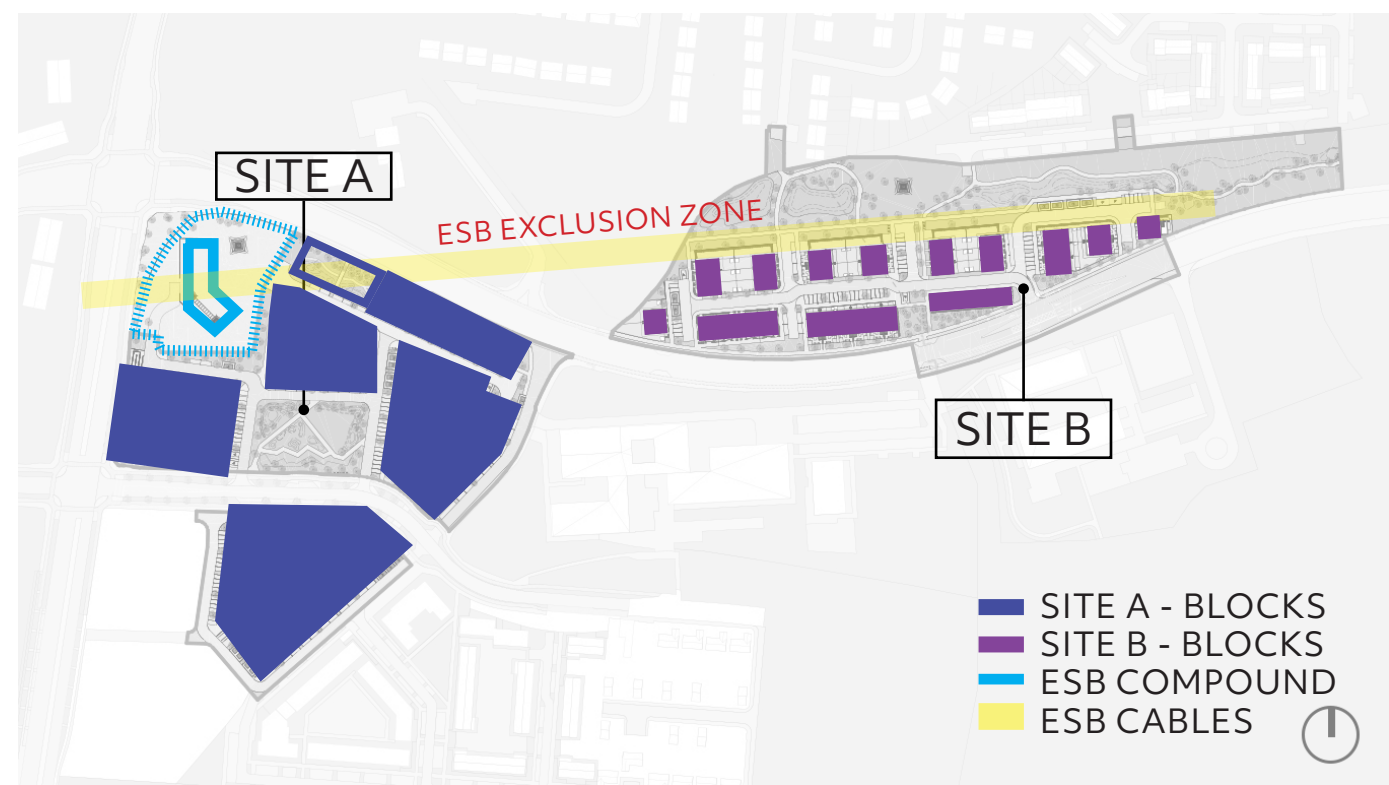 SITE A
ESB EXCLUSION ZONE
SITE B
SITE A - BLOCKS
SITE B - BLOCKS
ESB COMPOUND
ESB CABLES